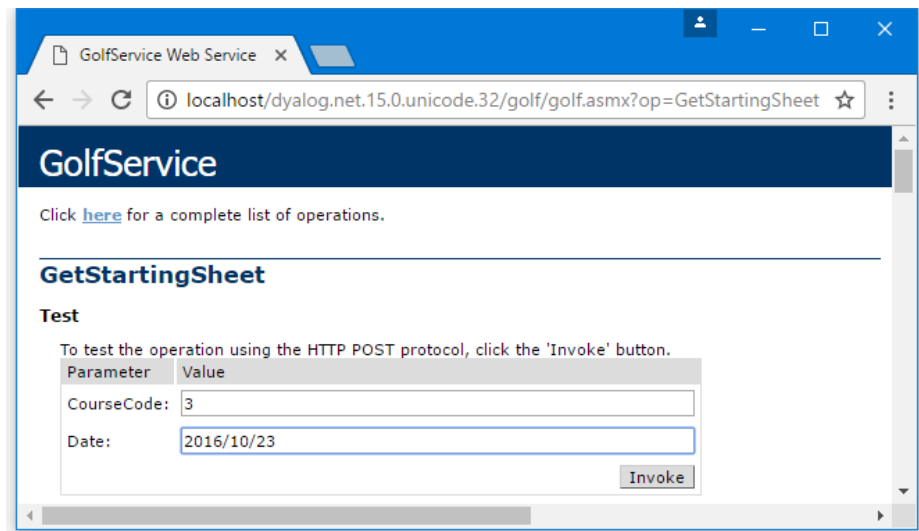 GolfService Web Service
localhost/dyalog.net.15.0.unicode.32/golf/golf.asmx?op=GetStartingSheet
GolfService
Click here for a complete list of operations.
GetStartingSheet
Test
To test the operation using the HTTP POST protocol, click the 'Invoke' button.
Parameter Value
CourseCode: 3
Date: 2016/10/23
Invoke